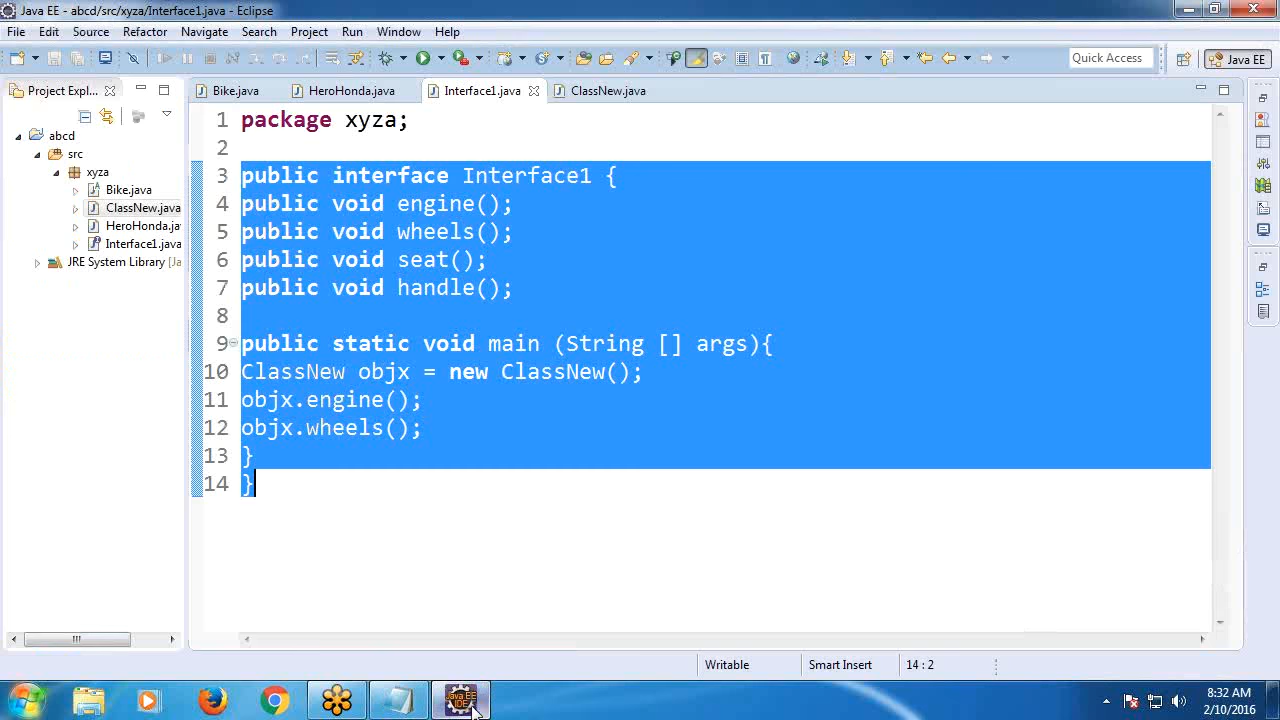 Java EE - abcd/src/xyza/Interface1.java - Eclipse
File Edit Source Refactor Navigate Search Project Run Window Help
Quick Access
Java EE
Project Expl...
Bike.java
HeroHonda.java
Interface1.java
ClassNew.java
abcd
src
xyza
Bike.java
ClassNew.java
HeroHonda.ja
Interface1.java
JRE System Library [Ja
1 package xyza;
2
3 public interface Interface1 {
4 public void engine();
5 public void wheels();
6 public void seat();
7 public void handle();
8
9 public static void main (String [] args){
10 ClassNew objx = new ClassNew();
11 objx.engine();
12 objx.wheels();
13 }
14 }
Writable
Smart Insert
14 : 2
Java EE
IDE
8:32 AM
2/10/2016